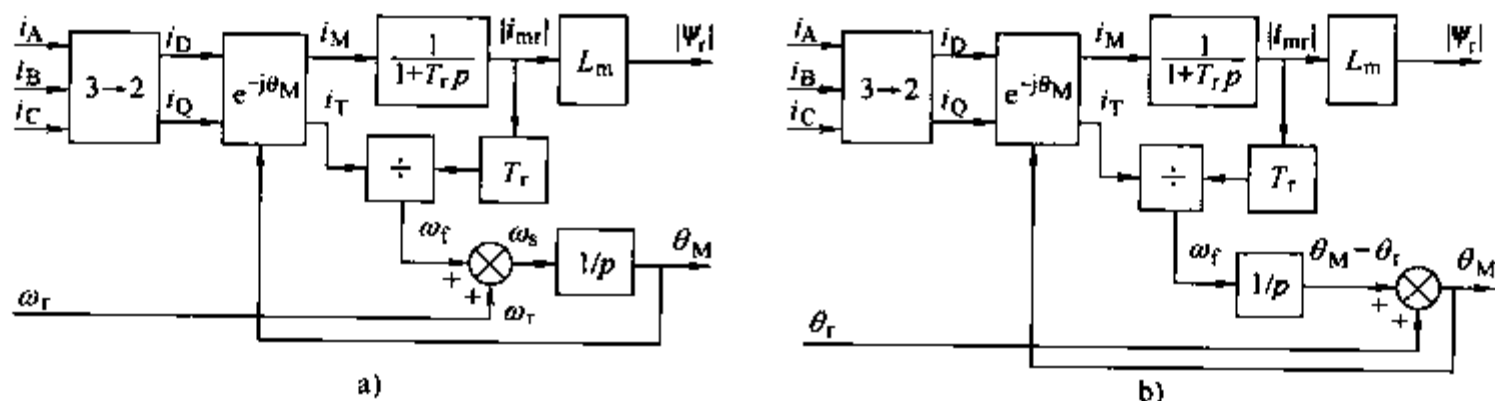 i_A i_D i_M |i_mr| |Ψ_r|
i_B 3→2 e^{-jθ_M} 1/(1+T_r p) L_m
i_C i_Q i_T
÷ T_r
ω_f ω_s θ_M
+ 1/p
+
ω_r ω_r
a)
i_A i_D i_M |i_mr| |Ψ_r|
i_B 3→2 e^{-jθ_M} 1/(1+T_r p) L_m
i_C i_Q i_T
÷ T_r
ω_f θ_M−θ_r θ_M
1/p +
+
θ_r
b)